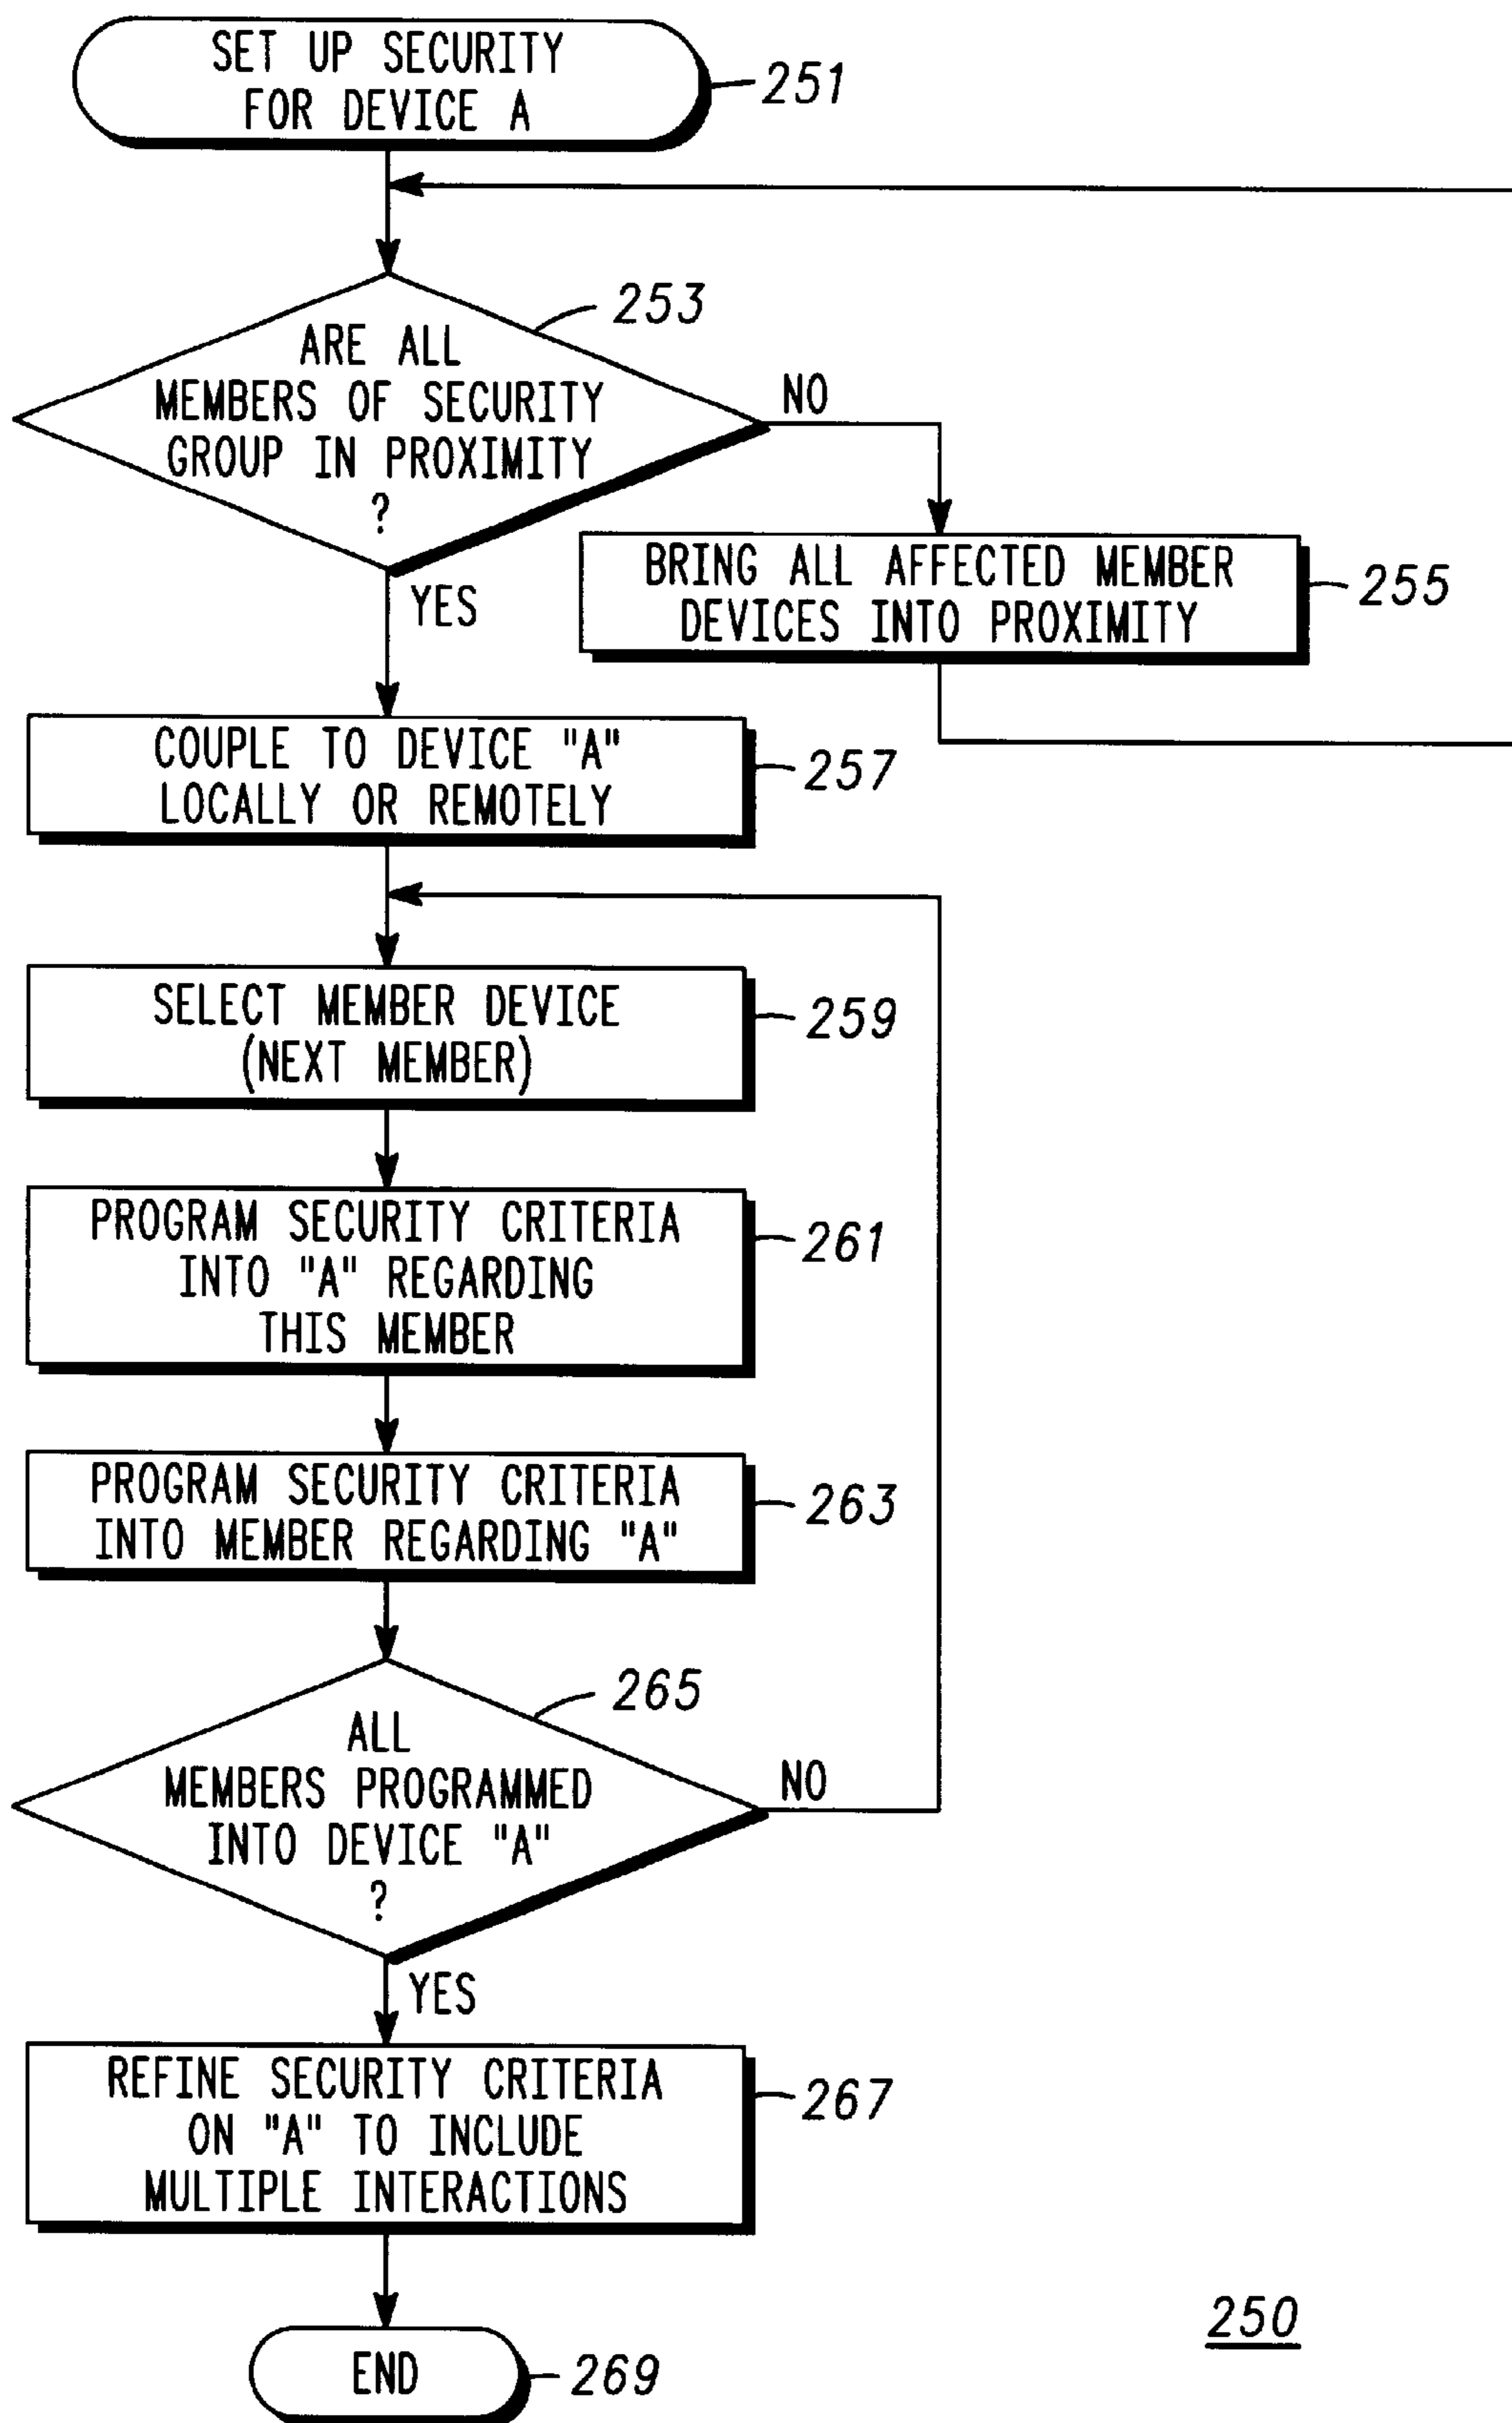 SET UP SECURITY
FOR DEVICE A
251
253
ARE ALL
MEMBERS OF SECURITY
GROUP IN PROXIMITY
?
NO
YES
BRING ALL AFFECTED MEMBER
DEVICES INTO PROXIMITY
255
COUPLE TO DEVICE "A"
LOCALLY OR REMOTELY
257
SELECT MEMBER DEVICE
(NEXT MEMBER)
259
PROGRAM SECURITY CRITERIA
INTO "A" REGARDING
THIS MEMBER
261
PROGRAM SECURITY CRITERIA
INTO MEMBER REGARDING "A"
263
265
ALL
MEMBERS PROGRAMMED
INTO DEVICE "A"
?
NO
YES
REFINE SECURITY CRITERIA
ON "A" TO INCLUDE
MULTIPLE INTERACTIONS
267
END
269
250